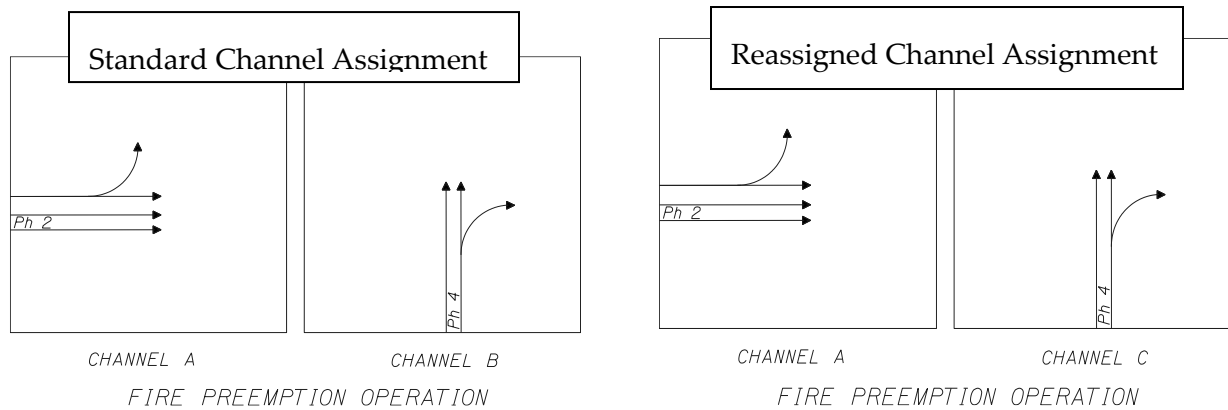 Standard Channel Assignment
Ph 2
Ph 4
CHANNEL A
CHANNEL B
FIRE PREEMPTION OPERATION
Reassigned Channel Assignment
Ph 2
Ph 4
CHANNEL A
CHANNEL C
FIRE PREEMPTION OPERATION